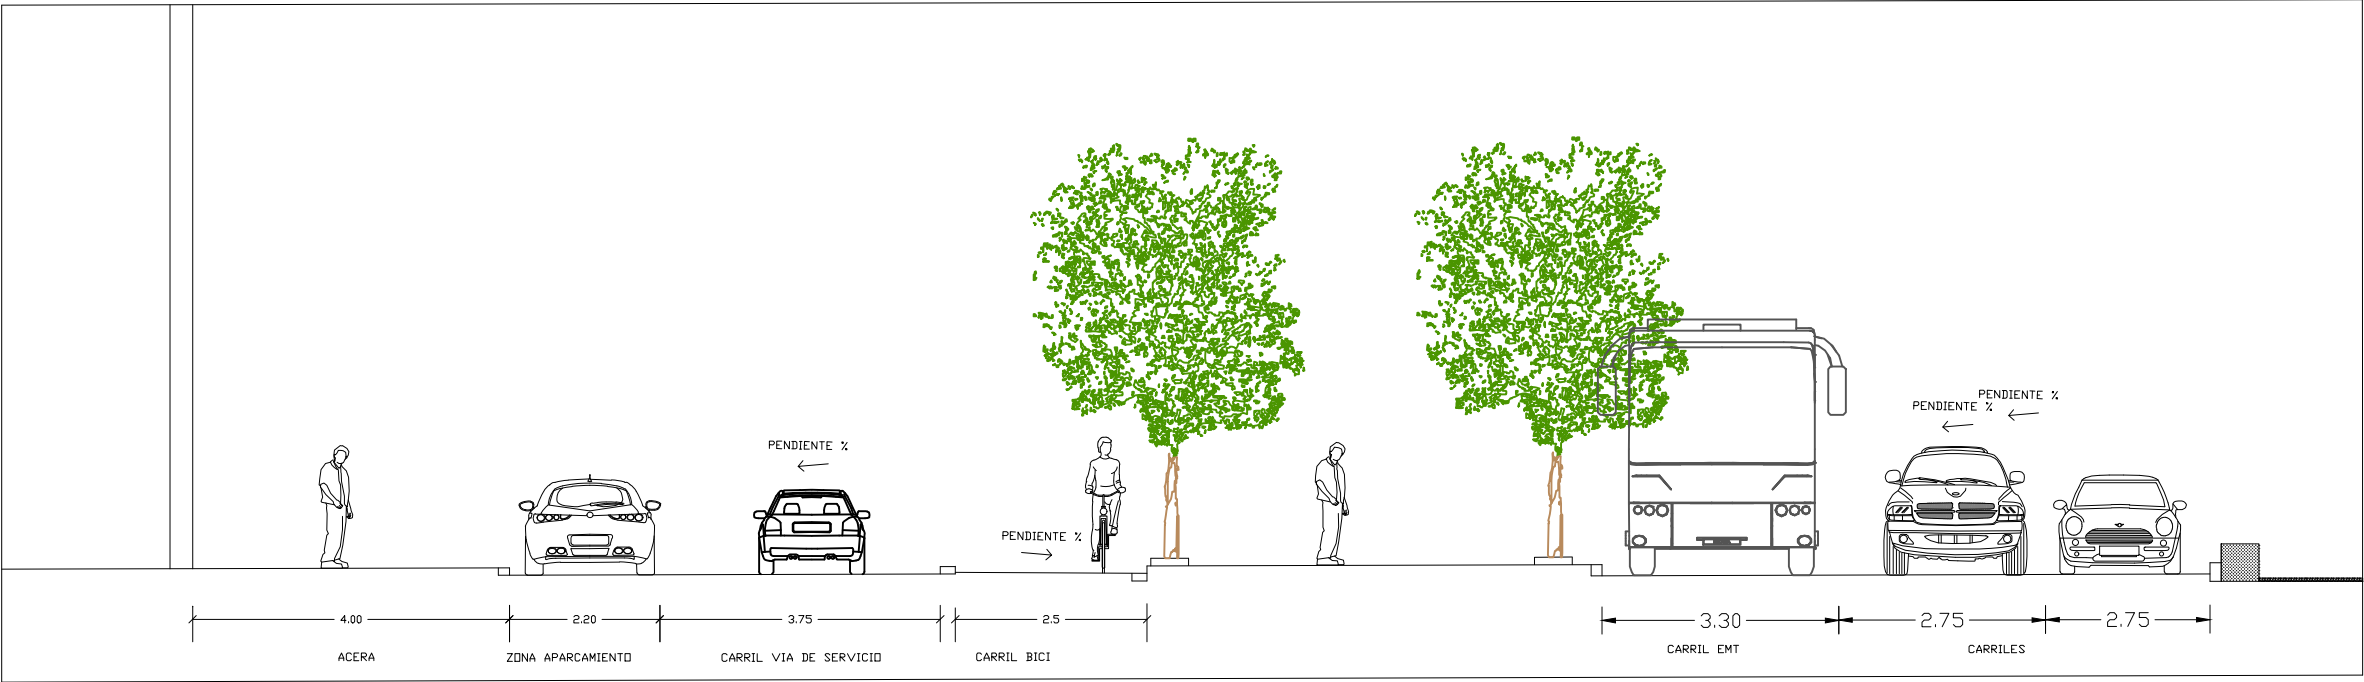 PENDIENTE %
PENDIENTE %
PENDIENTE %
PENDIENTE %
4.00
2.20
3.75
2.5
3.30
2.75
2.75
ACERA
ZONA APARCAMIENTO
CARRIL VIA DE SERVICIO
CARRIL BICI
CARRIL EMT
CARRILES